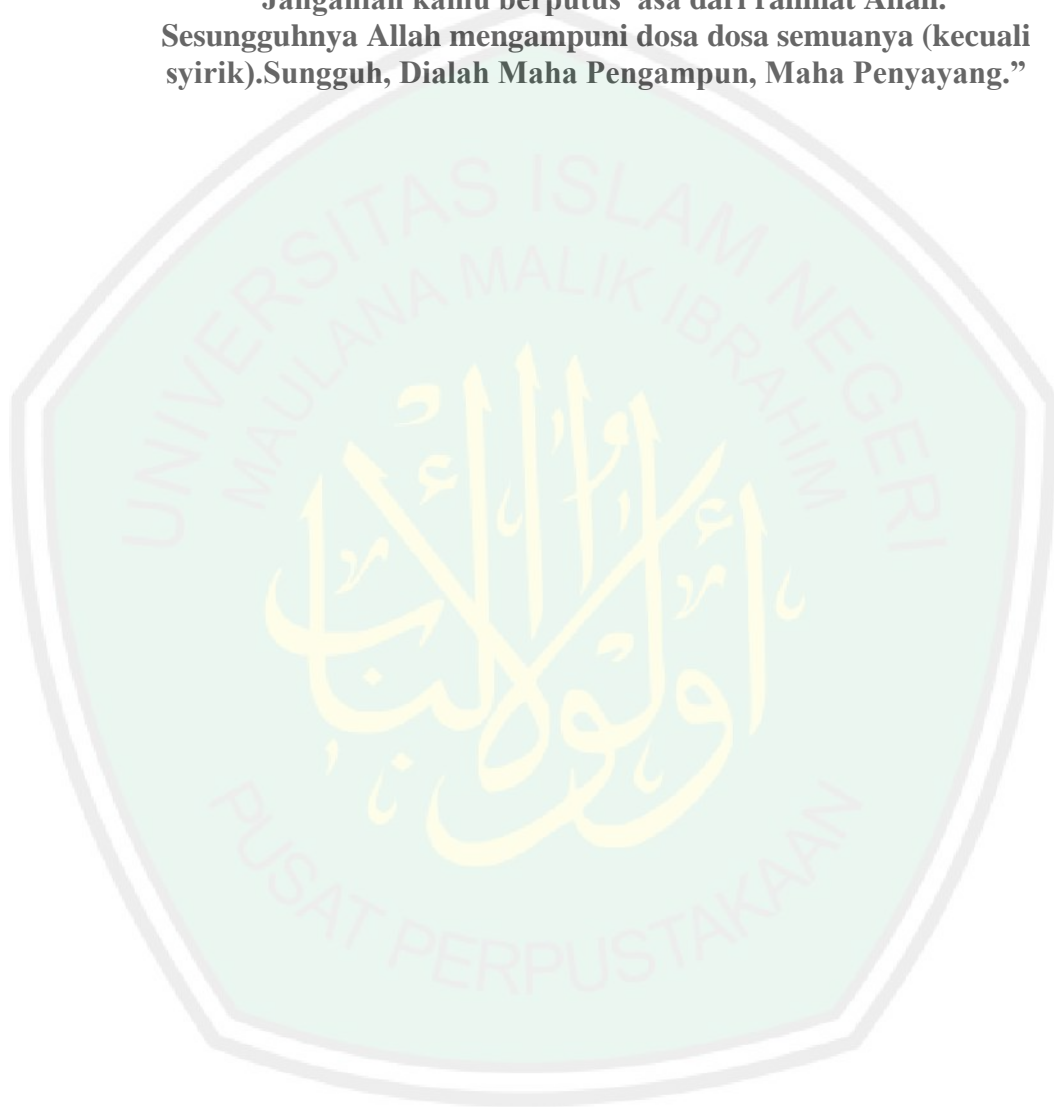 Janganlah kamu berputus asa dari rahmat Allah.
Sesungguhnya Allah mengampuni dosa dosa semuanya (kecuali
syirik).Sungguh, Dialah Maha Pengampun, Maha Penyayang.”
UNIVERSITAS ISLAM NEGERI
MAULANA MALIK IBRAHIM
أولوا الألباب
PUSAT PERPUSTAKAAN